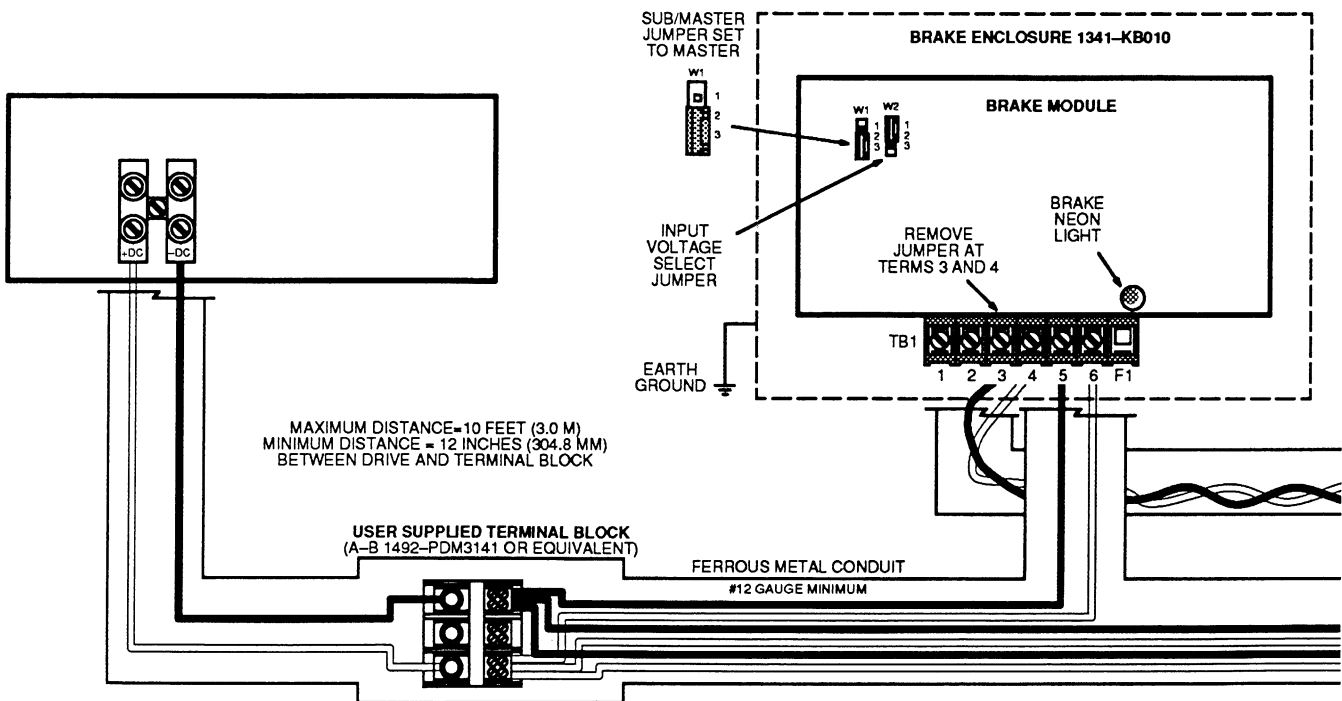 SUB/MASTER
JUMPER SET
TO MASTER
W1
1
2
3
BRAKE ENCLOSURE 1341–KB010
BRAKE MODULE
W1
W2
1
2
3
1
2
3
INPUT
VOLTAGE
SELECT
JUMPER
REMOVE
JUMPER AT
TERMS 3 AND 4
BRAKE
NEON
LIGHT
+DC
–DC
TB1
1 2 3 4 5 6 F1
EARTH
GROUND
MAXIMUM DISTANCE=10 FEET (3.0 M)
MINIMUM DISTANCE = 12 INCHES (304.8 MM)
BETWEEN DRIVE AND TERMINAL BLOCK
USER SUPPLIED TERMINAL BLOCK
(A–B 1492–PDM3141 OR EQUIVALENT)
FERROUS METAL CONDUIT
#12 GAUGE MINIMUM